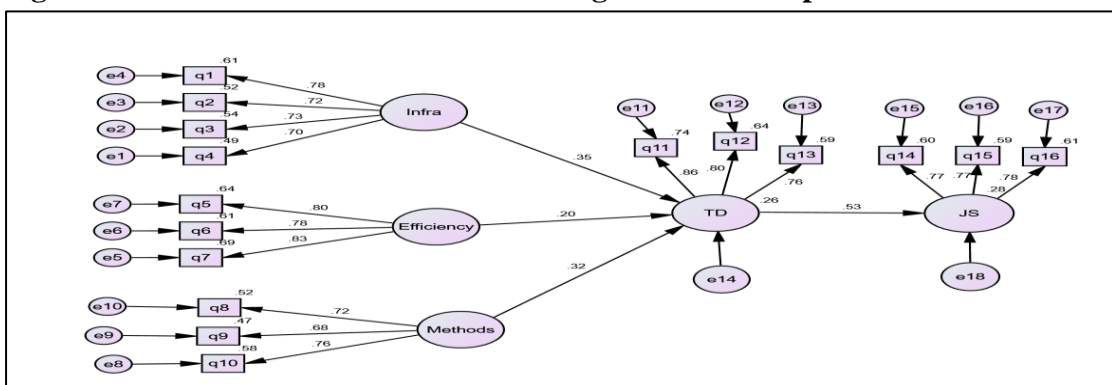 e4 q1 .61 .78
e3 q2 .52 .72
e2 q3 .54 .73
e1 q4 .49 .70
Infra
.35
e7 q5 .64 .80
e6 q6 .61 .78
e5 q7 .69 .83
Efficiency
.20
e10 q8 .52 .72
e9 q9 .47 .68
e8 q10 .58 .76
Methods
.32
e11 e12 e13
q11 .74 q12 .64 q13 .59
.86 .80 .76
TD .26
e14
.53
e15 e16 e17
q14 .60 q15 .59 q16 .61
.77 .77 .78
.28
JS
e18